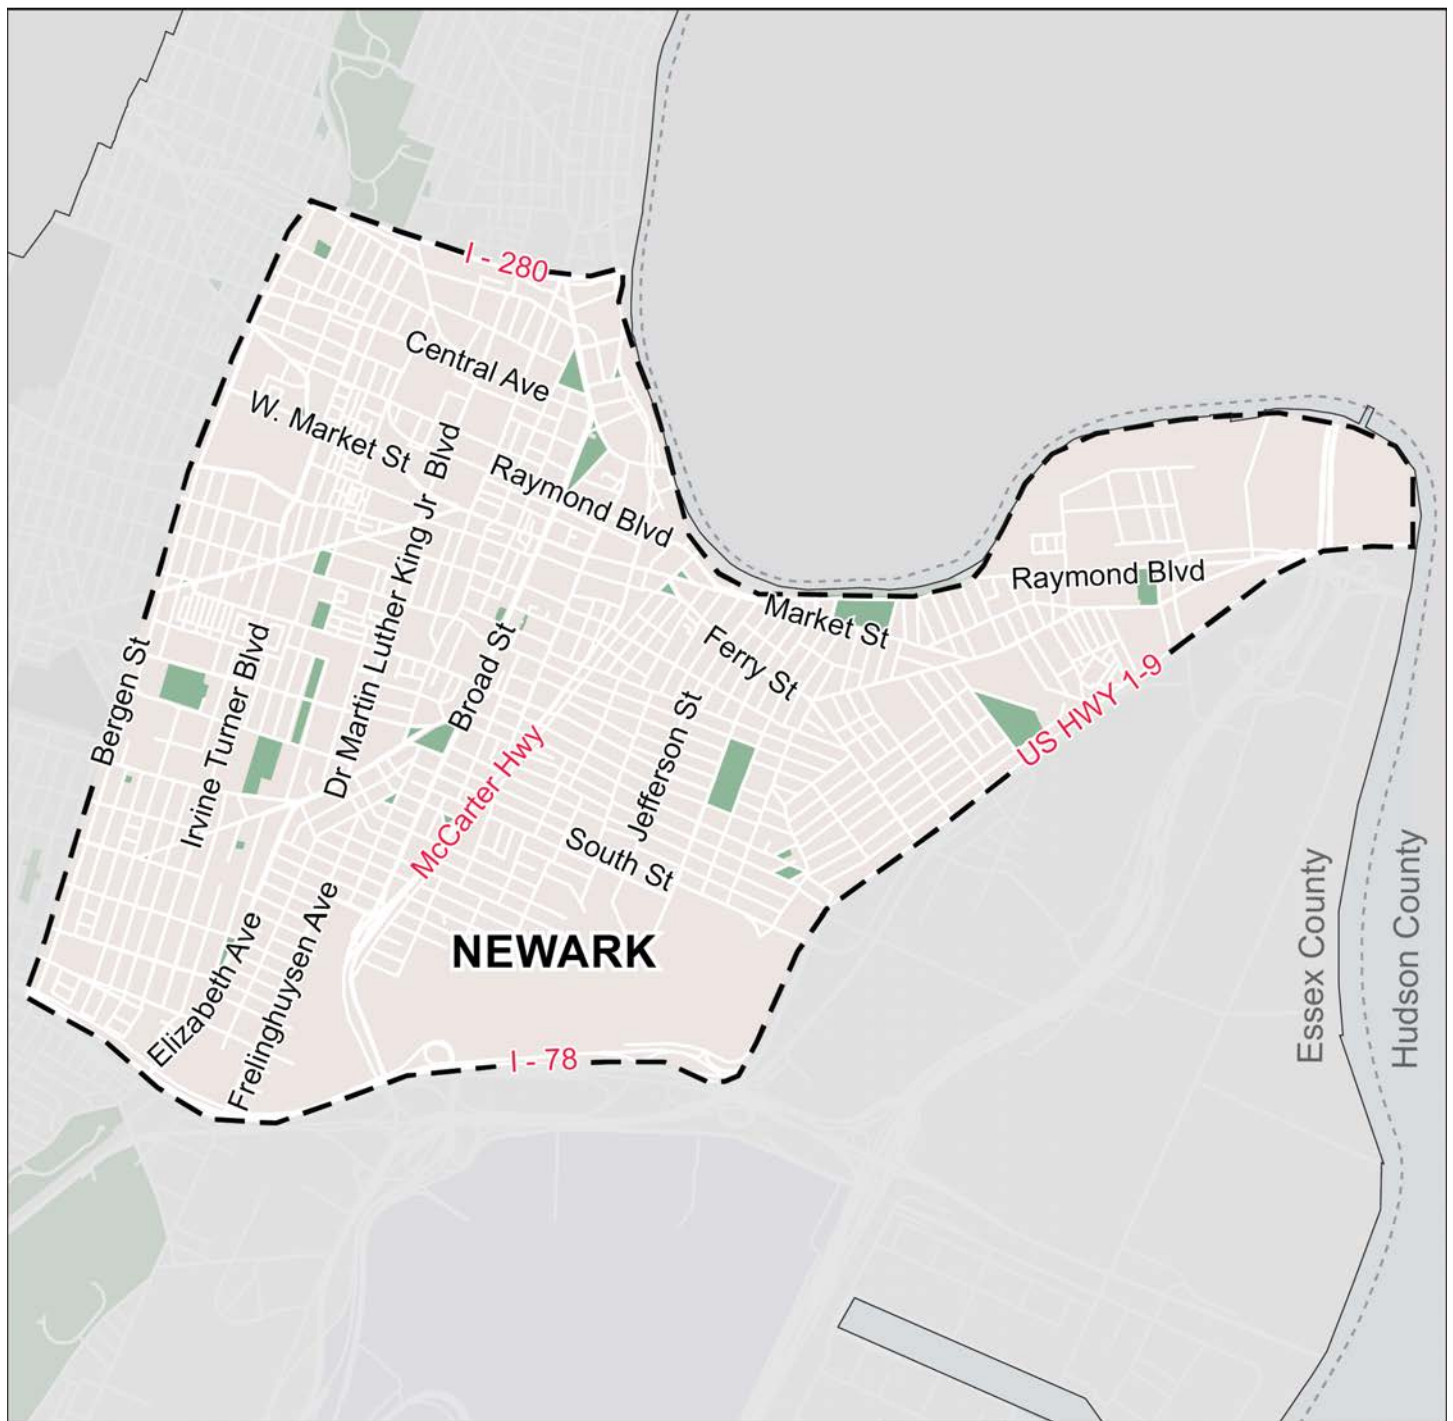 I - 280
Central Ave
W. Market St
Dr Martin Luther King Jr Blvd
Raymond Blvd
Raymond Blvd
Market St
Ferry St
Bergen St
Irvine Turner Blvd
Broad St
US HWY 1-9
McCarter Hwy
Jefferson St
South St
Elizabeth Ave
Frelinghuysen Ave
NEWARK
Essex County
Hudson County
I - 78